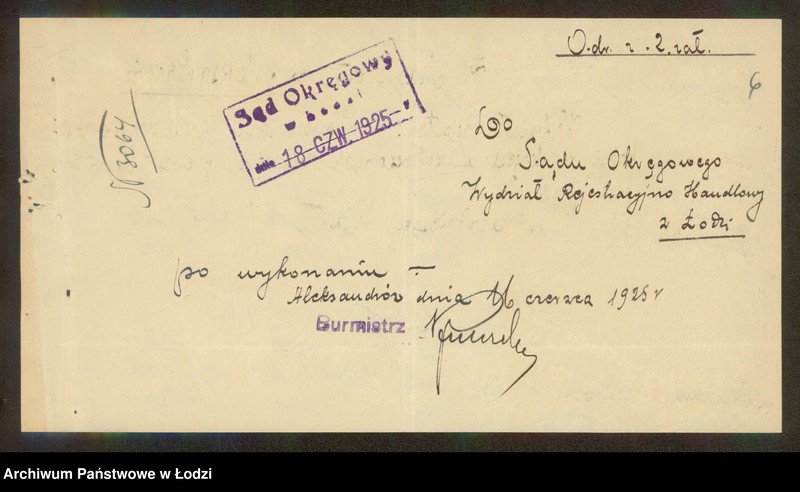 Odw. z. 2. zał.
6
Sąd Okręgowy
w Łodzi
dnia 18 CZW. 1925 r
N 3064
Do
Sądu Okręgowego
Wydział Rejestracyjno Handlowy
z Łodzi
po wykonaniu —
Aleksandrów dnia 16 czerwca 1925 r
Burmistrz
Archiwum Państwowe w Łodzi